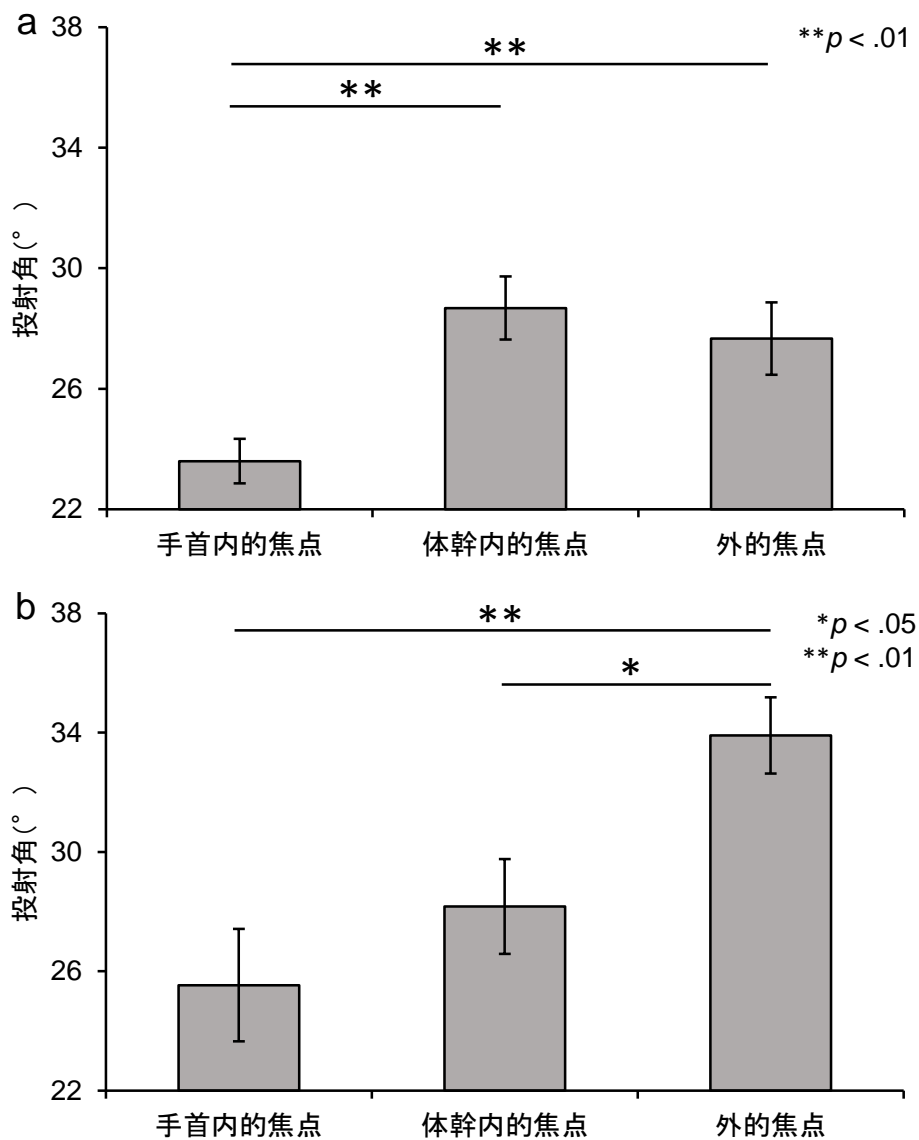 a
38
34
30
26
22
投射角(°)
**p < .01
**
**
手首内的焦点
体幹内的焦点
外的焦点
b
38
34
30
26
22
投射角(°)
*p < .05
**p < .01
**
*
手首内的焦点
体幹内的焦点
外的焦点